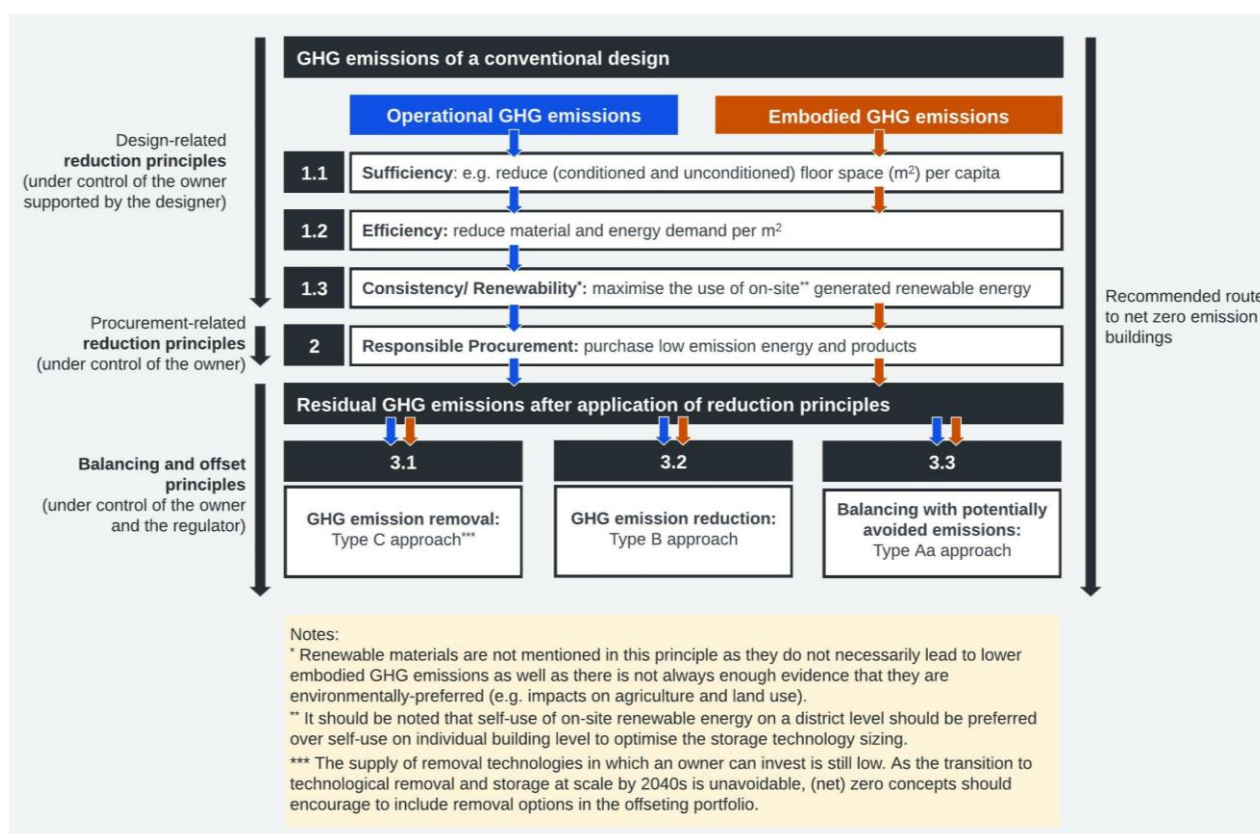 GHG emissions of a conventional design
Operational GHG emissions
Embodied GHG emissions
Design-related
reduction principles
(under control of the owner
supported by the designer)
1.1
Sufficiency: e.g. reduce (conditioned and unconditioned) floor space (m²) per capita
1.2
Efficiency: reduce material and energy demand per m²
1.3
Consistency/ Renewability*: maximise the use of on-site** generated renewable energy
Procurement-related
reduction principles
(under control of the owner)
2
Responsible Procurement: purchase low emission energy and products
Recommended route
to net zero emission
buildings
Residual GHG emissions after application of reduction principles
Balancing and offset
principles
(under control of the owner
and the regulator)
3.1
GHG emission removal:
Type C approach***
3.2
GHG emission reduction:
Type B approach
3.3
Balancing with potentially
avoided emissions:
Type Aa approach
Notes:
* Renewable materials are not mentioned in this principle as they do not necessarily lead to lower
embodied GHG emissions as well as there is not always enough evidence that they are
environmentally-preferred (e.g. impacts on agriculture and land use).
** It should be noted that self-use of on-site renewable energy on a district level should be preferred
over self-use on individual building level to optimise the storage technology sizing.
*** The supply of removal technologies in which an owner can invest is still low. As the transition to
technological removal and storage at scale by 2040s is unavoidable, (net) zero concepts should
encourage to include removal options in the offseting portfolio.